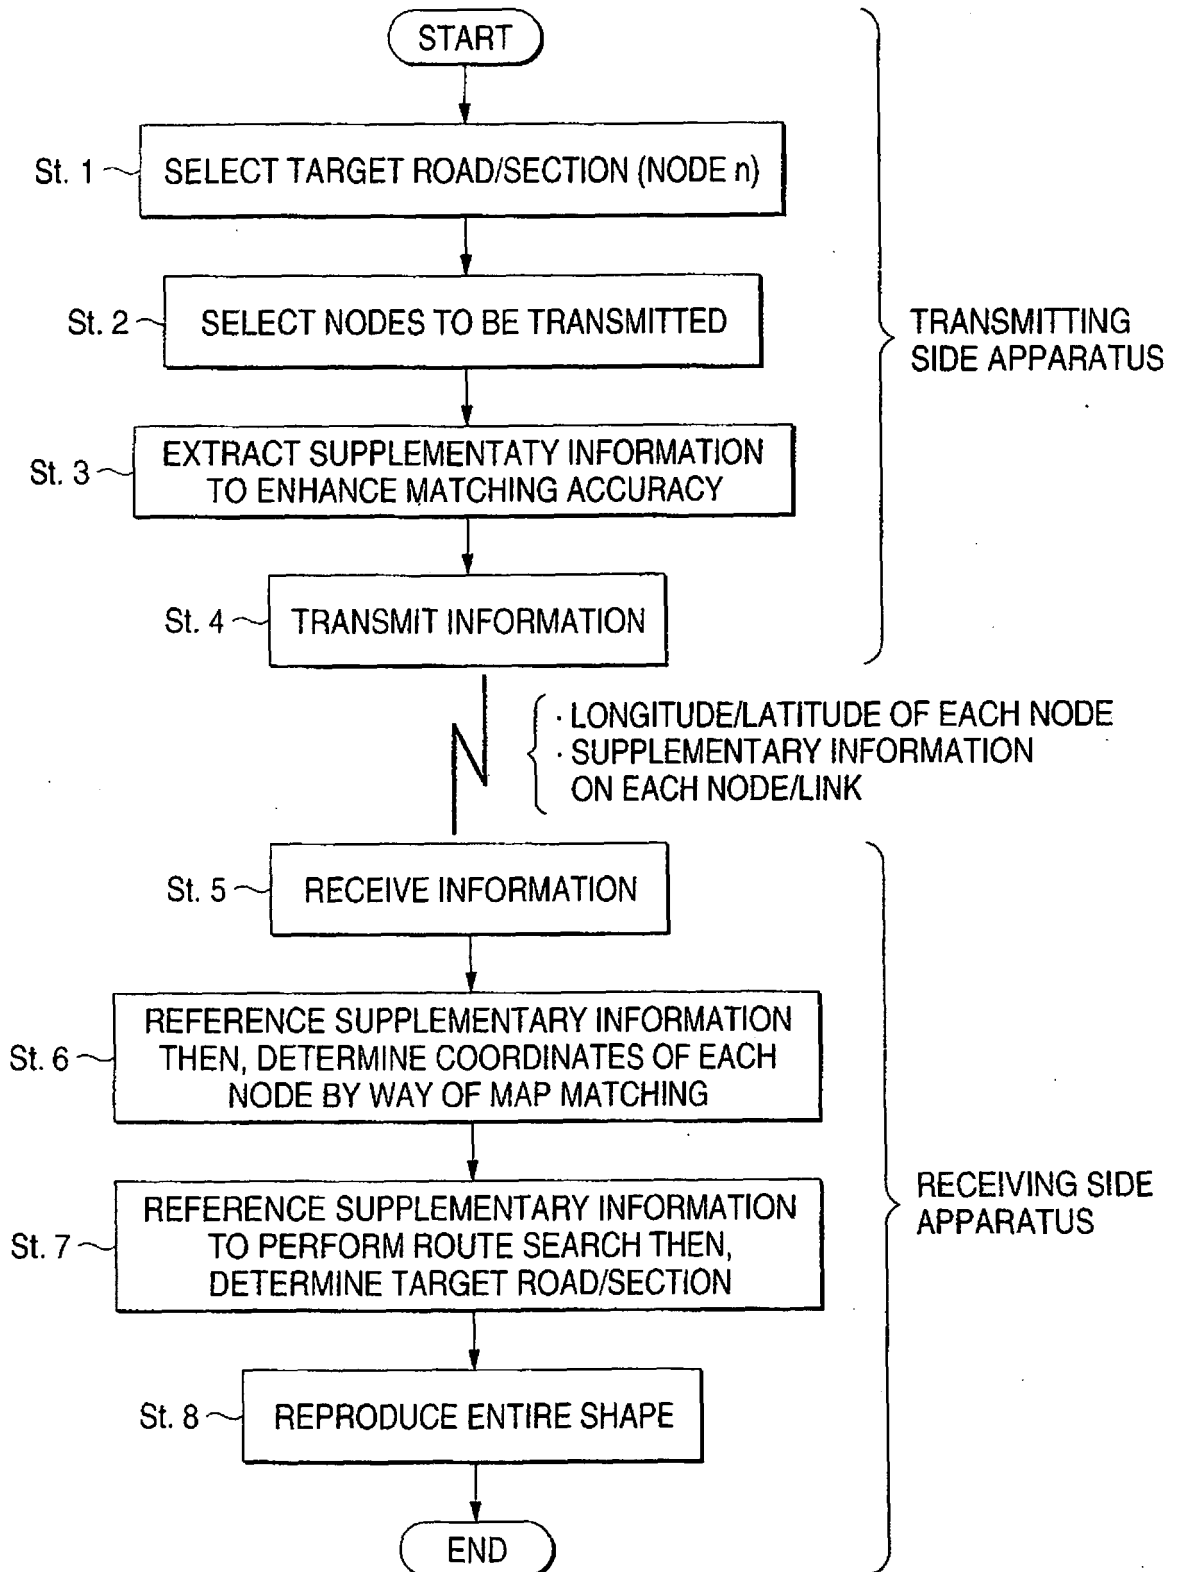 START
St. 1
SELECT TARGET ROAD/SECTION (NODE n)
St. 2
SELECT NODES TO BE TRANSMITTED
TRANSMITTING
SIDE APPARATUS
St. 3
EXTRACT SUPPLEMENTATY INFORMATION
TO ENHANCE MATCHING ACCURACY
St. 4
TRANSMIT INFORMATION
· LONGITUDE/LATITUDE OF EACH NODE
· SUPPLEMENTARY INFORMATION
ON EACH NODE/LINK
St. 5
RECEIVE INFORMATION
St. 6
REFERENCE SUPPLEMENTARY INFORMATION
THEN, DETERMINE COORDINATES OF EACH
NODE BY WAY OF MAP MATCHING
St. 7
REFERENCE SUPPLEMENTARY INFORMATION
TO PERFORM ROUTE SEARCH THEN,
DETERMINE TARGET ROAD/SECTION
RECEIVING SIDE
APPARATUS
St. 8
REPRODUCE ENTIRE SHAPE
END